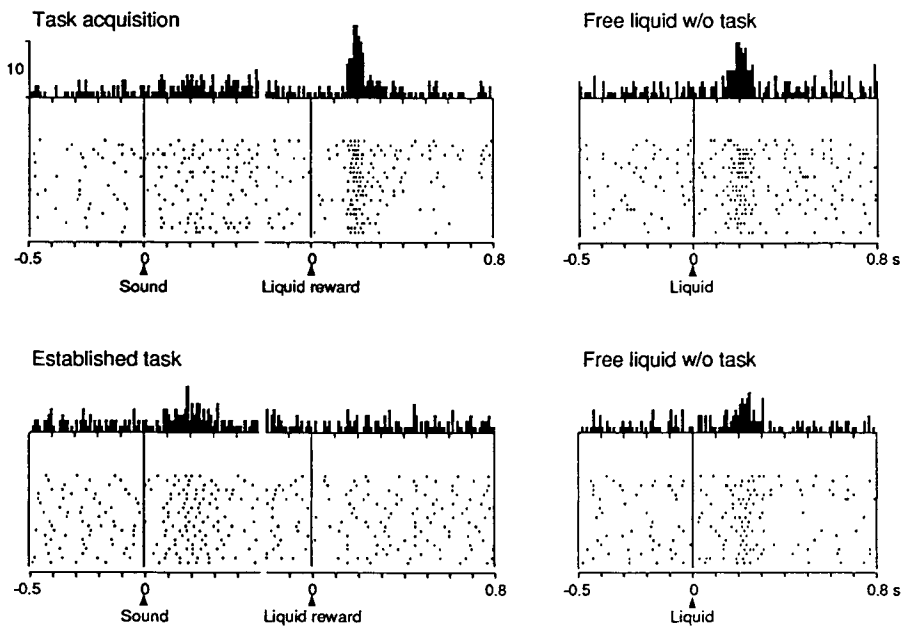 Task acquisition
Free liquid w/o task
10
-0.5 0 0 0.8
-0.5 0 0.8 s
Sound Liquid reward
Liquid
Established task
Free liquid w/o task
-0.5 0 0 0.8
-0.5 0 0.8 s
Sound Liquid reward
Liquid